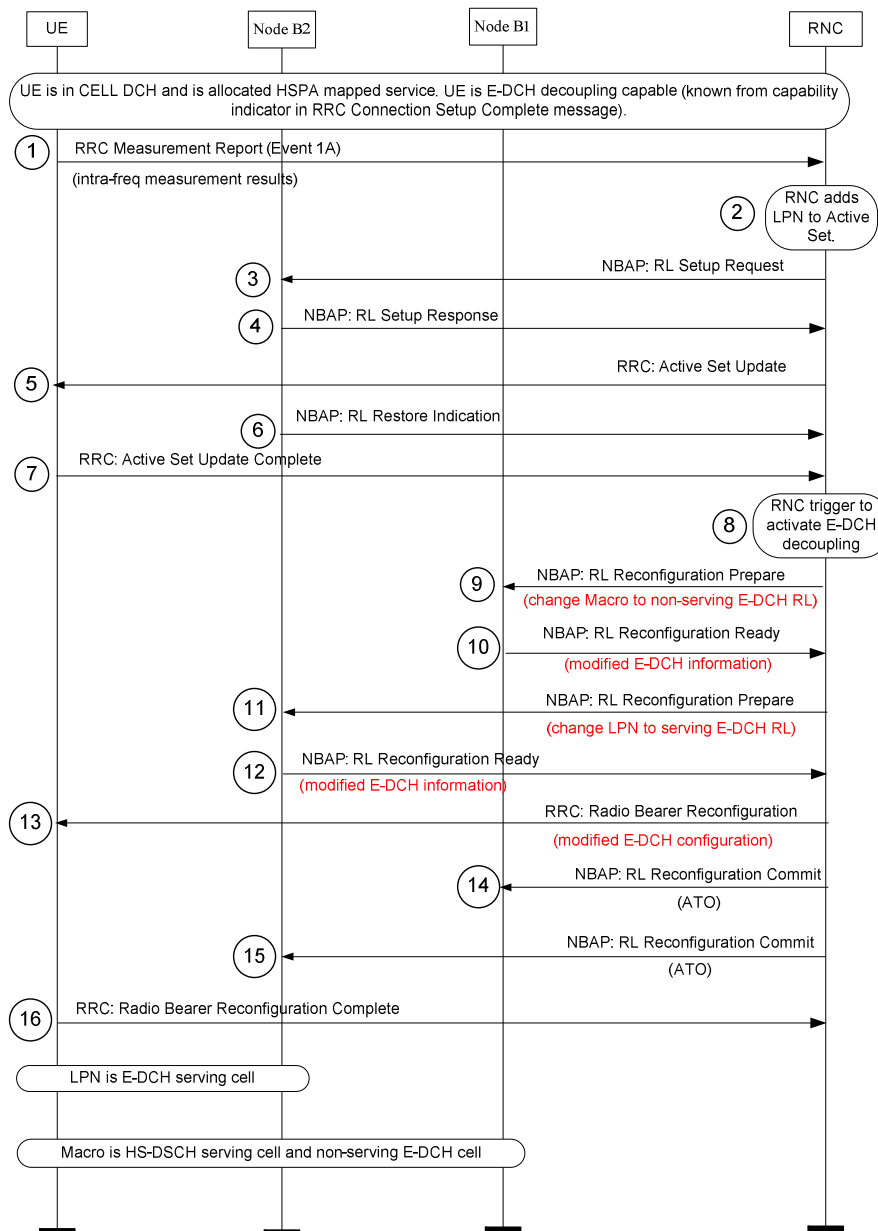 UE
Node B2
Node B1
RNC
UE is in CELL DCH and is allocated HSPA mapped service. UE is E-DCH decoupling capable (known from capability
indicator in RRC Connection Setup Complete message).
1
RRC Measurement Report (Event 1A)
(intra-freq measurement results)
2
RNC adds
LPN to Active
Set.
NBAP: RL Setup Request
3
4
NBAP: RL Setup Response
RRC: Active Set Update
5
NBAP: RL Restore Indication
6
7
RRC: Active Set Update Complete
8
RNC trigger to
activate E-DCH
decoupling
9
NBAP: RL Reconfiguration Prepare
(change Macro to non-serving E-DCH RL)
10
NBAP: RL Reconfiguration Ready
(modified E-DCH information)
11
NBAP: RL Reconfiguration Prepare
(change LPN to serving E-DCH RL)
12
NBAP: RL Reconfiguration Ready
(modified E-DCH information)
13
RRC: Radio Bearer Reconfiguration
(modified E-DCH configuration)
14
NBAP: RL Reconfiguration Commit
(ATO)
15
NBAP: RL Reconfiguration Commit
(ATO)
16
RRC: Radio Bearer Reconfiguration Complete
LPN is E-DCH serving cell
Macro is HS-DSCH serving cell and non-serving E-DCH cell